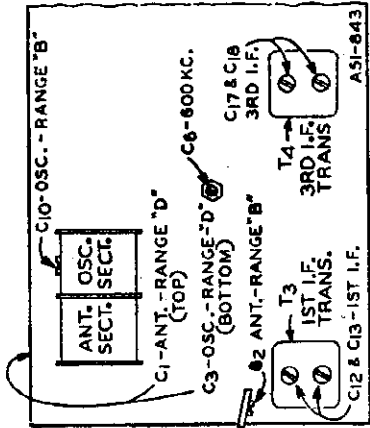 C10-OSC.-RANGE "B"
ANT.
SECT.
OSC.
SECT.
C1-ANT.-RANGE "D"
(TOP)
C6-600 KC.
C3-OSC.-RANGE-"D"
(BOTTOM)
ANT.-RANGE"B"
C17 & C18
3RD I.F.
T4
3RD I.F.
TRANS
T3
1ST I.F.
TRANS.
C12 & C13-1ST I.F.
A51-843